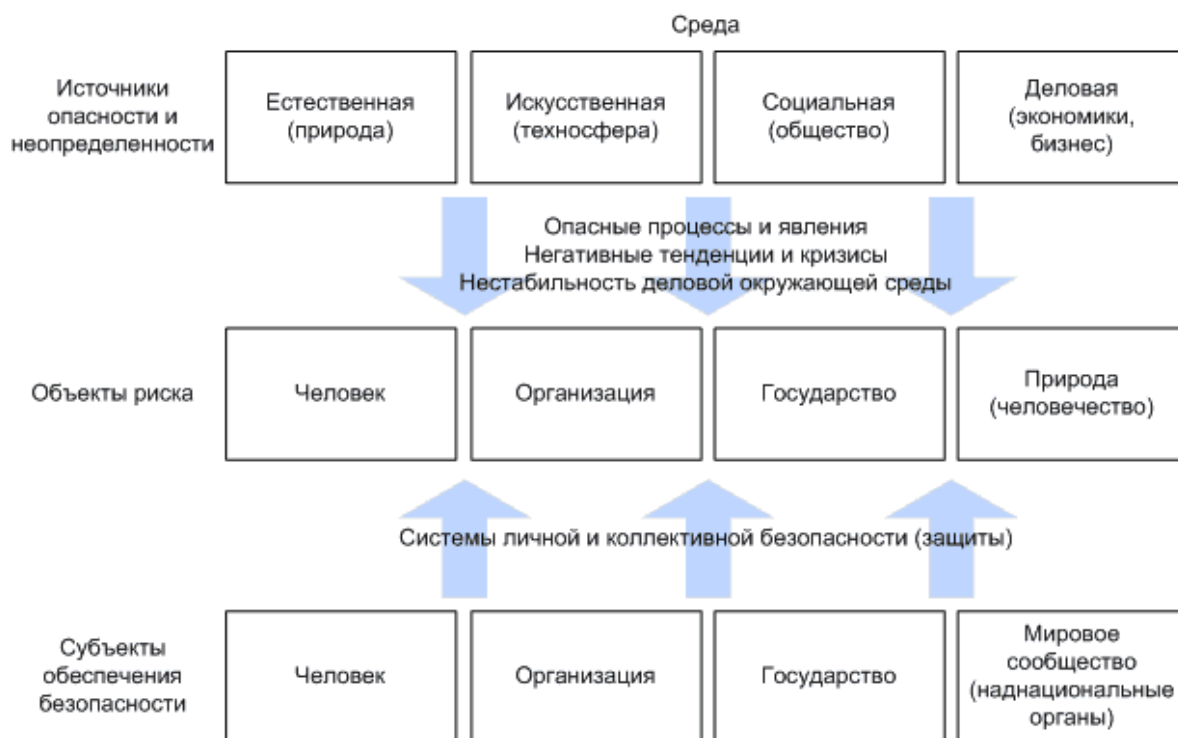 Среда
Источники
опасности и
неопределенности
Естественная
(природа)
Искусственная
(техносфера)
Социальная
(общество)
Деловая
(экономики,
бизнес)
Опасные процессы и явления
Негативные тенденции и кризисы
Нестабильность деловой окружающей среды
Объекты риска
Человек
Организация
Государство
Природа
(человечество)
Системы личной и коллективной безопасности (защиты)
Субъекты
обеспечения
безопасности
Человек
Организация
Государство
Мировое
сообщество
(наднациональные
органы)